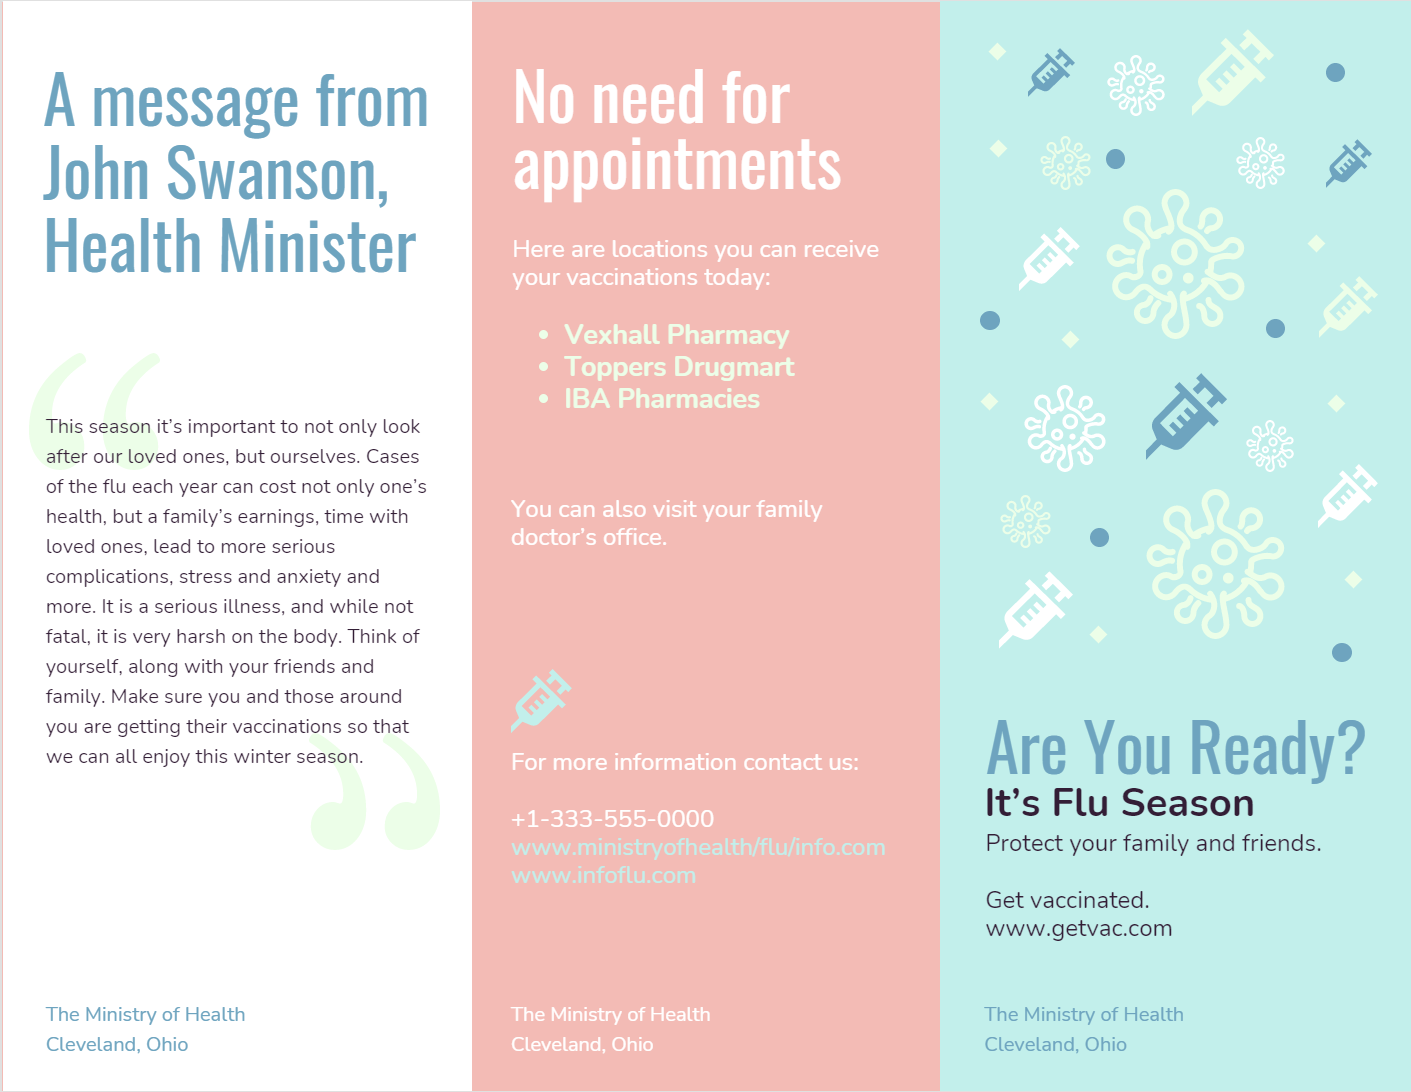 A message from
John Swanson,
Health Minister
This season it’s important to not only look
after our loved ones, but ourselves. Cases
of the flu each year can cost not only one’s
health, but a family’s earnings, time with
loved ones, lead to more serious
complications, stress and anxiety and
more. It is a serious illness, and while not
fatal, it is very harsh on the body. Think of
yourself, along with your friends and
family. Make sure you and those around
you are getting their vaccinations so that
we can all enjoy this winter season.
The Ministry of Health
Cleveland, Ohio
No need for
appointments
Here are locations you can receive
your vaccinations today:
• Vexhall Pharmacy
• Toppers Drugmart
• IBA Pharmacies
You can also visit your family
doctor’s office.
For more information contact us:
+1-333-555-0000
www.ministryofhealth/flu/info.com
www.infoflu.com
The Ministry of Health
Cleveland, Ohio
Are You Ready?
It’s Flu Season
Protect your family and friends.
Get vaccinated.
www.getvac.com
The Ministry of Health
Cleveland, Ohio